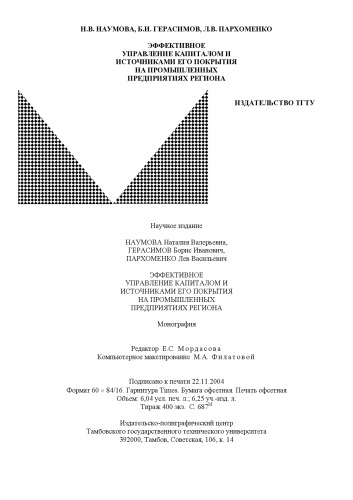 Н.В. НАУМОВА, Б.И. ГЕРАСИМОВ, Л.В. ПАРХОМЕНКО
ЭФФЕКТИВНОЕ
УПРАВЛЕНИЕ КАПИТАЛОМ И
ИСТОЧНИКАМИ ЕГО ПОКРЫТИЯ
НА ПРОМЫШЛЕННЫХ
ПРЕДПРИЯТИЯХ РЕГИОНА
ИЗДАТЕЛЬСТВО ТГТУ
Научное издание
НАУМОВА Наталия Валерьевна,
ГЕРАСИМОВ Борис Иванович,
ПАРХОМЕНКО Лев Васильевич
ЭФФЕКТИВНОЕ
УПРАВЛЕНИЕ КАПИТАЛОМ И
ИСТОЧНИКАМИ ЕГО ПОКРЫТИЯ
НА ПРОМЫШЛЕННЫХ
ПРЕДПРИЯТИЯХ РЕГИОНА
Монография
Редактор Е.С. Мордасова
Компьютерное макетирование М.А. Филатовой
Подписано к печати 22.11.2004
Формат 60 × 84/16. Гарнитура Times. Бумага офсетная. Печать офсетная
Объем: 6,04 усл. печ. л.; 6,25 уч.-изд. л.
Тираж 400 экз. С. 687М
Издательско-полиграфический центр
Тамбовского государственного технического университета
392000, Тамбов, Советская, 106, к. 14